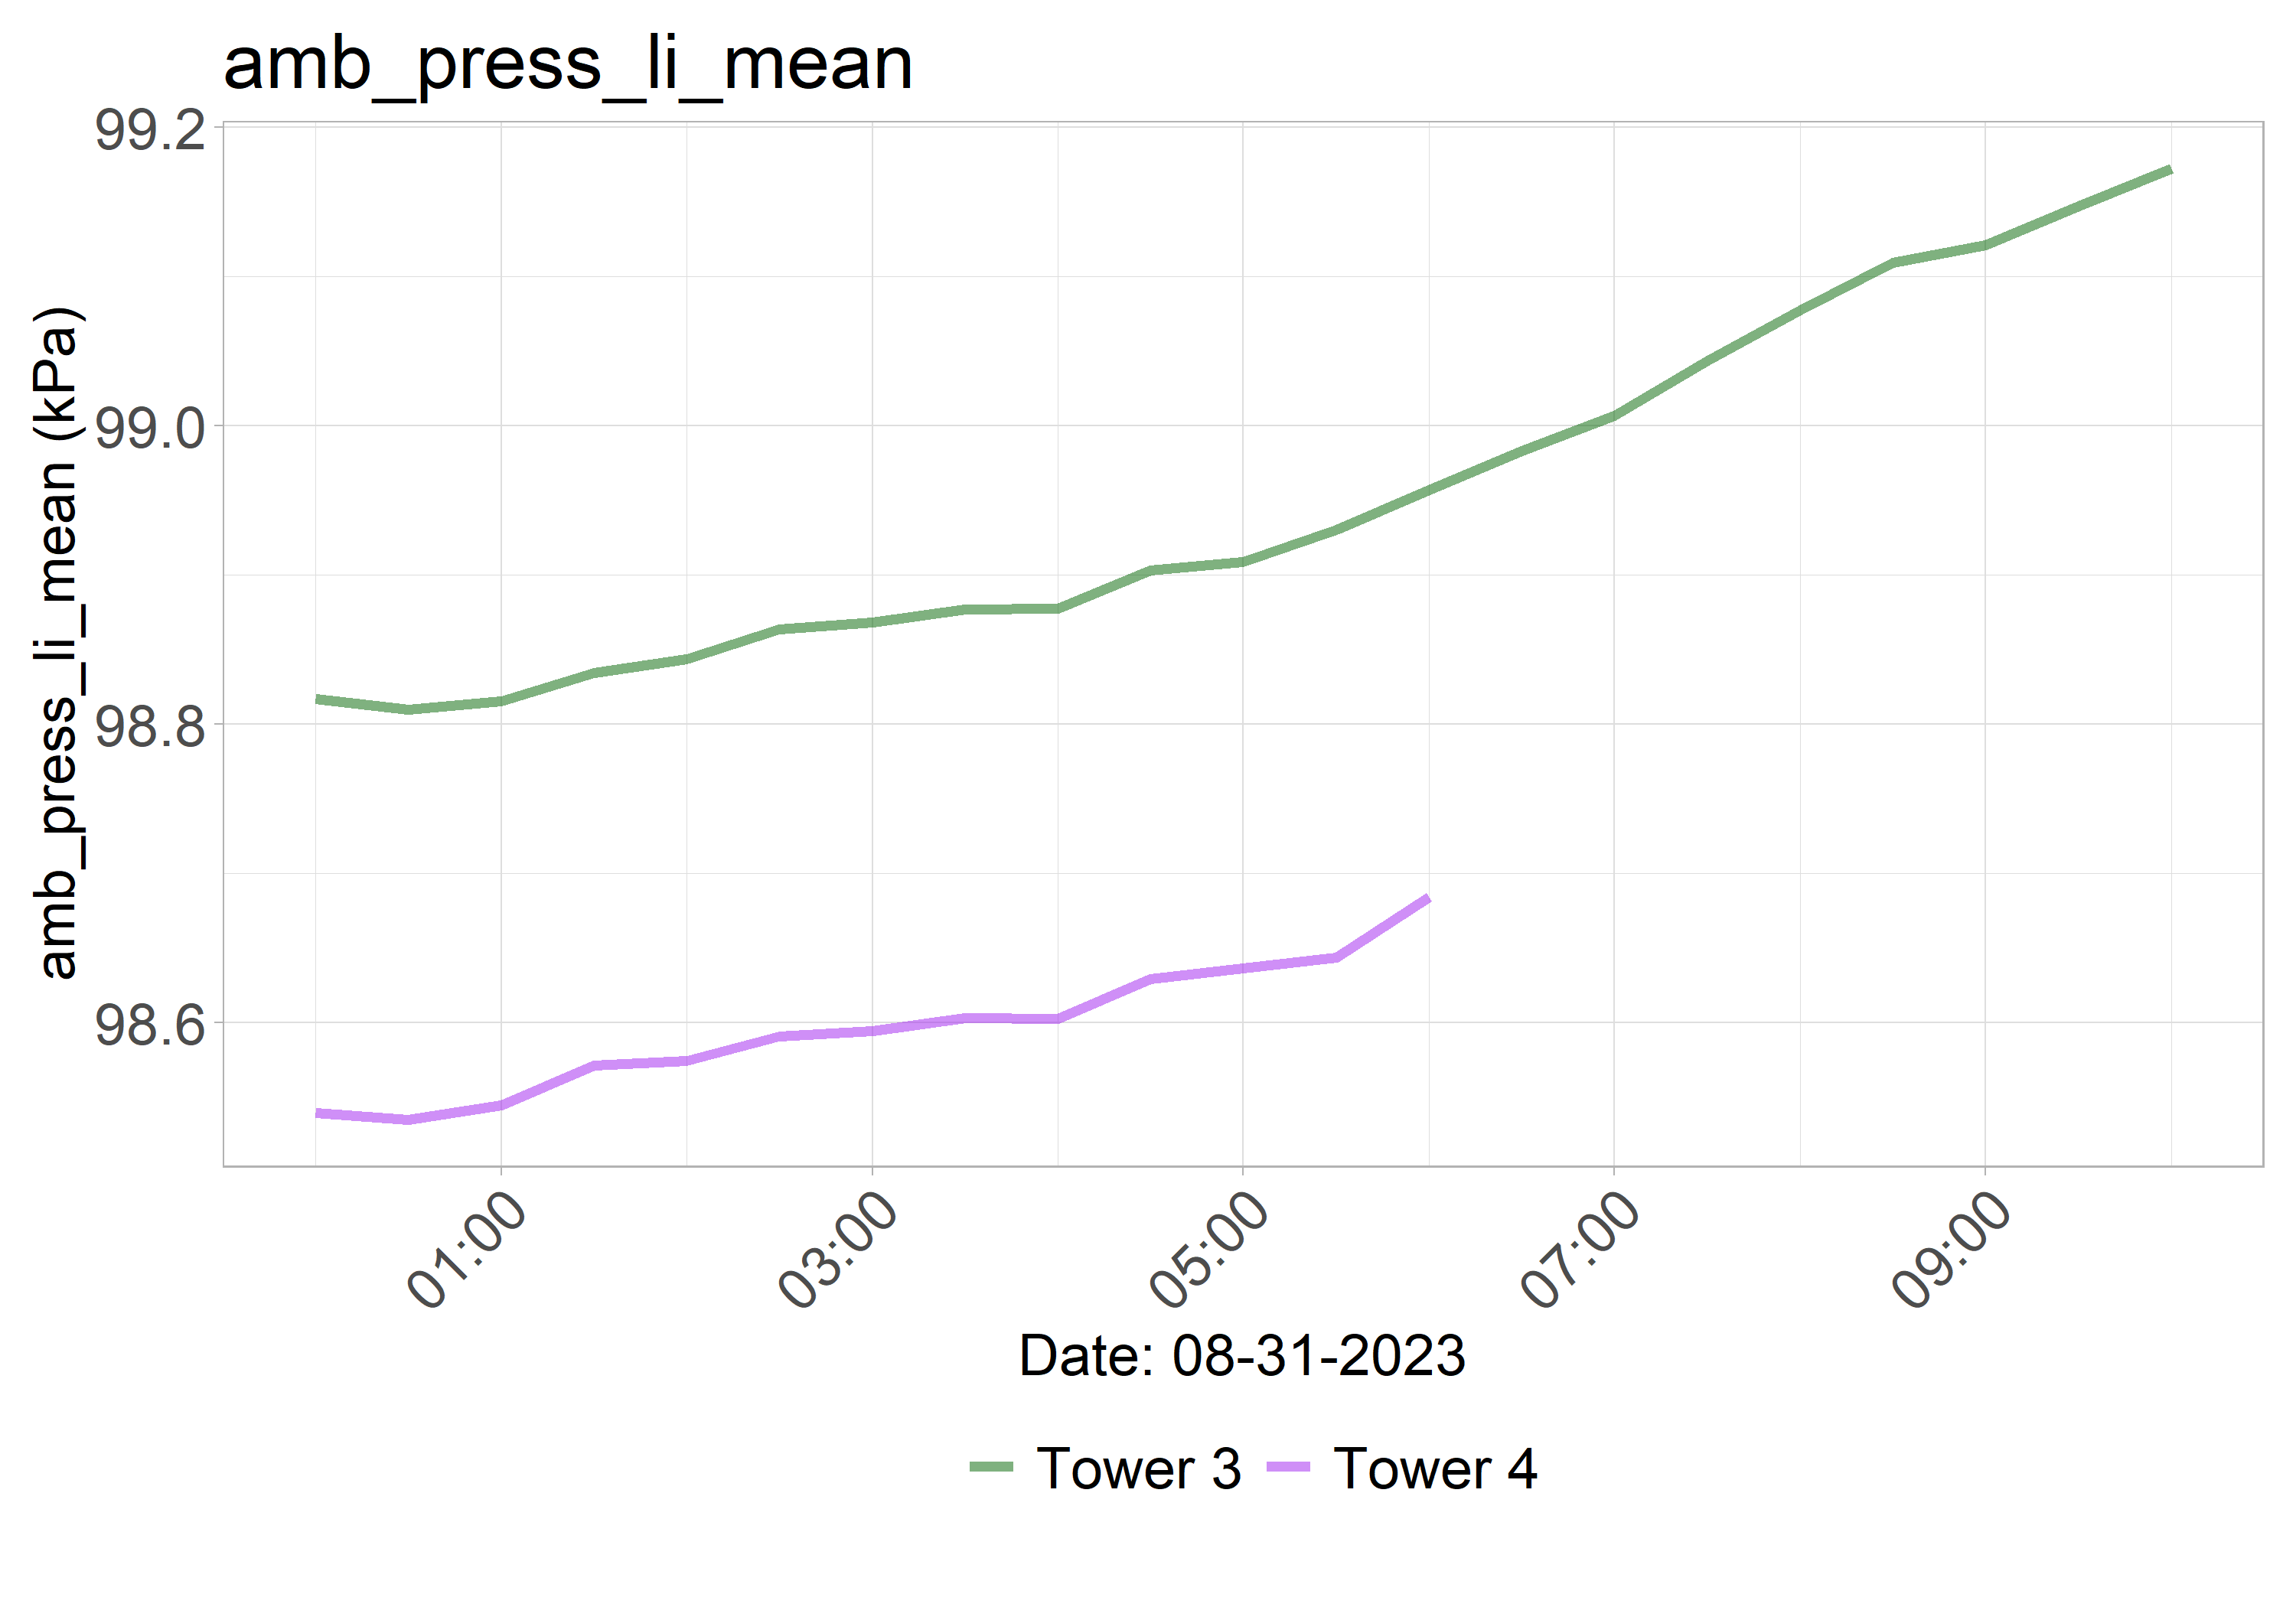 amb_press_li_mean
amb_press_li_mean (kPa)
99.2
99.0
98.8
98.6
01:00
03:00
05:00
07:00
09:00
Date: 08-31-2023
Tower 3
Tower 4